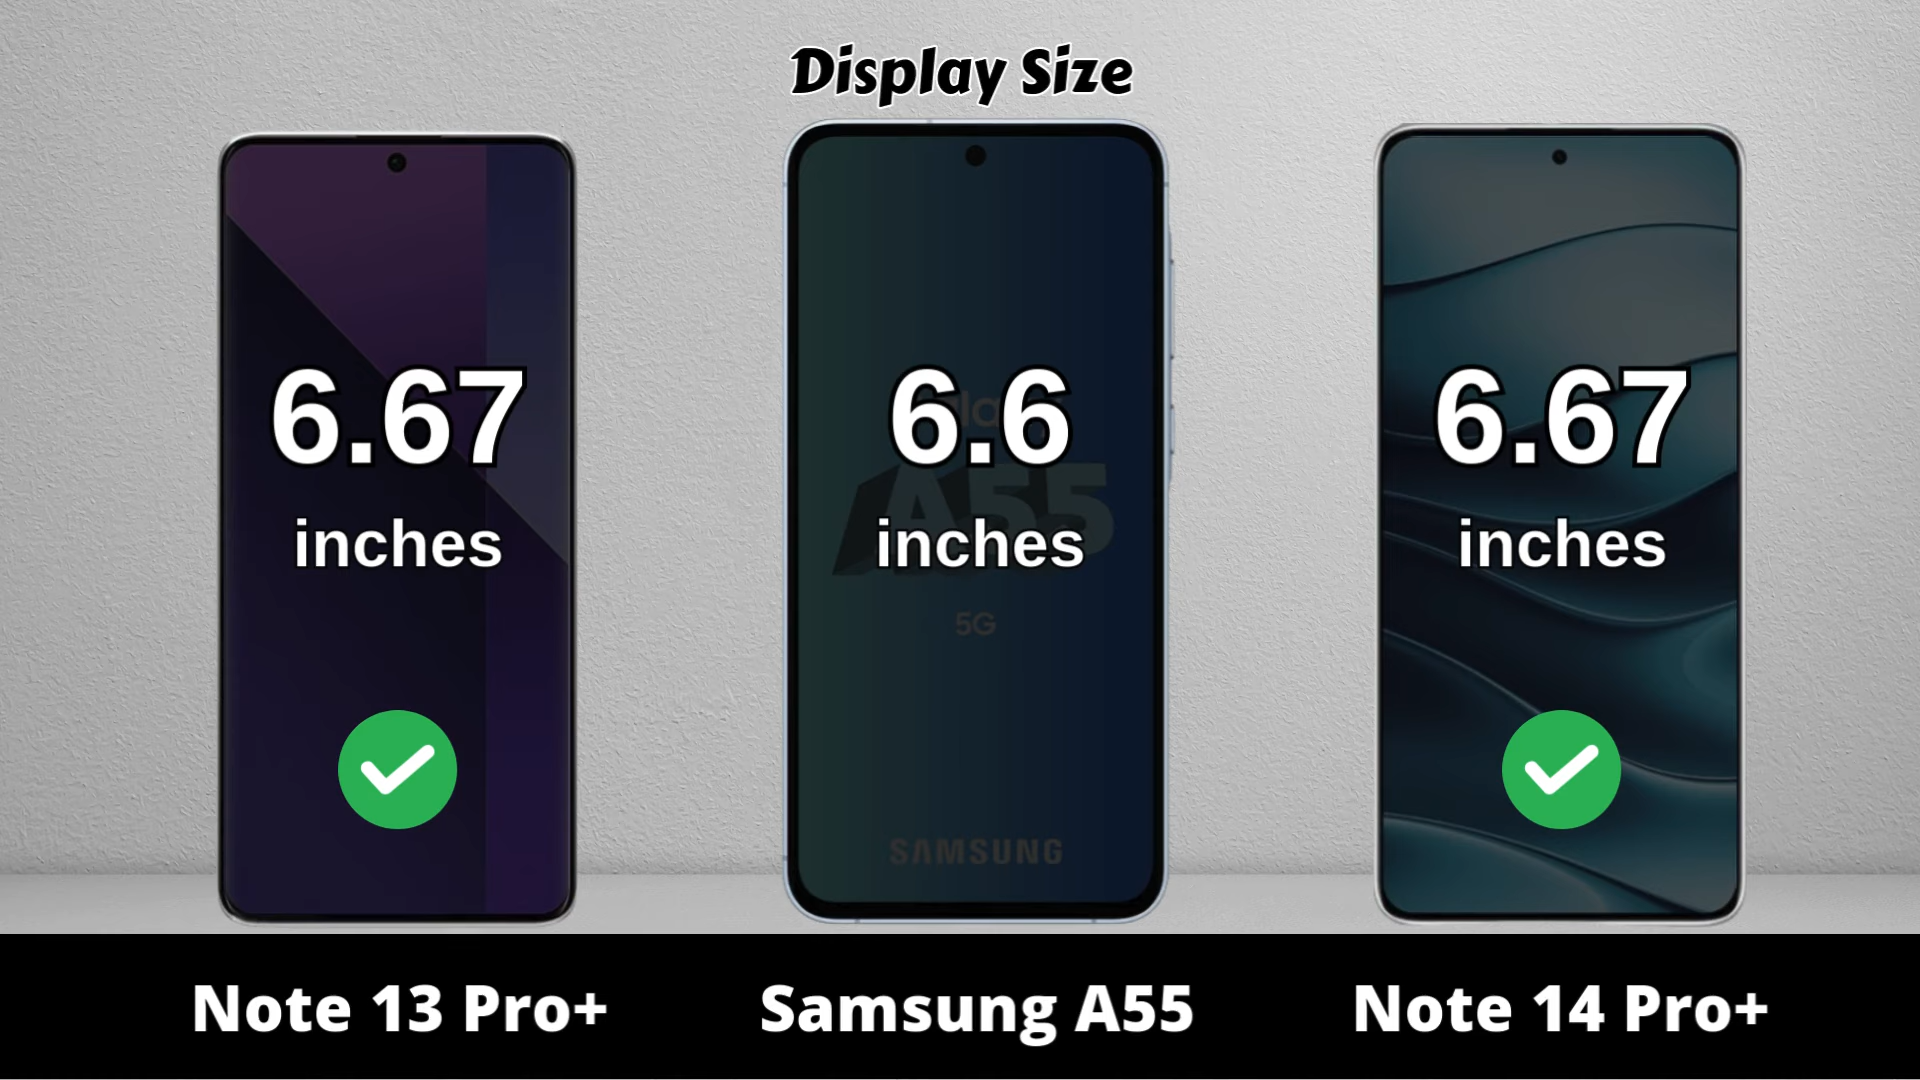 Display Size
6.67
inches
6.6
inches
6.67
inches
A55
5G
SAMSUNG
Note 13 Pro+
Samsung A55
Note 14 Pro+